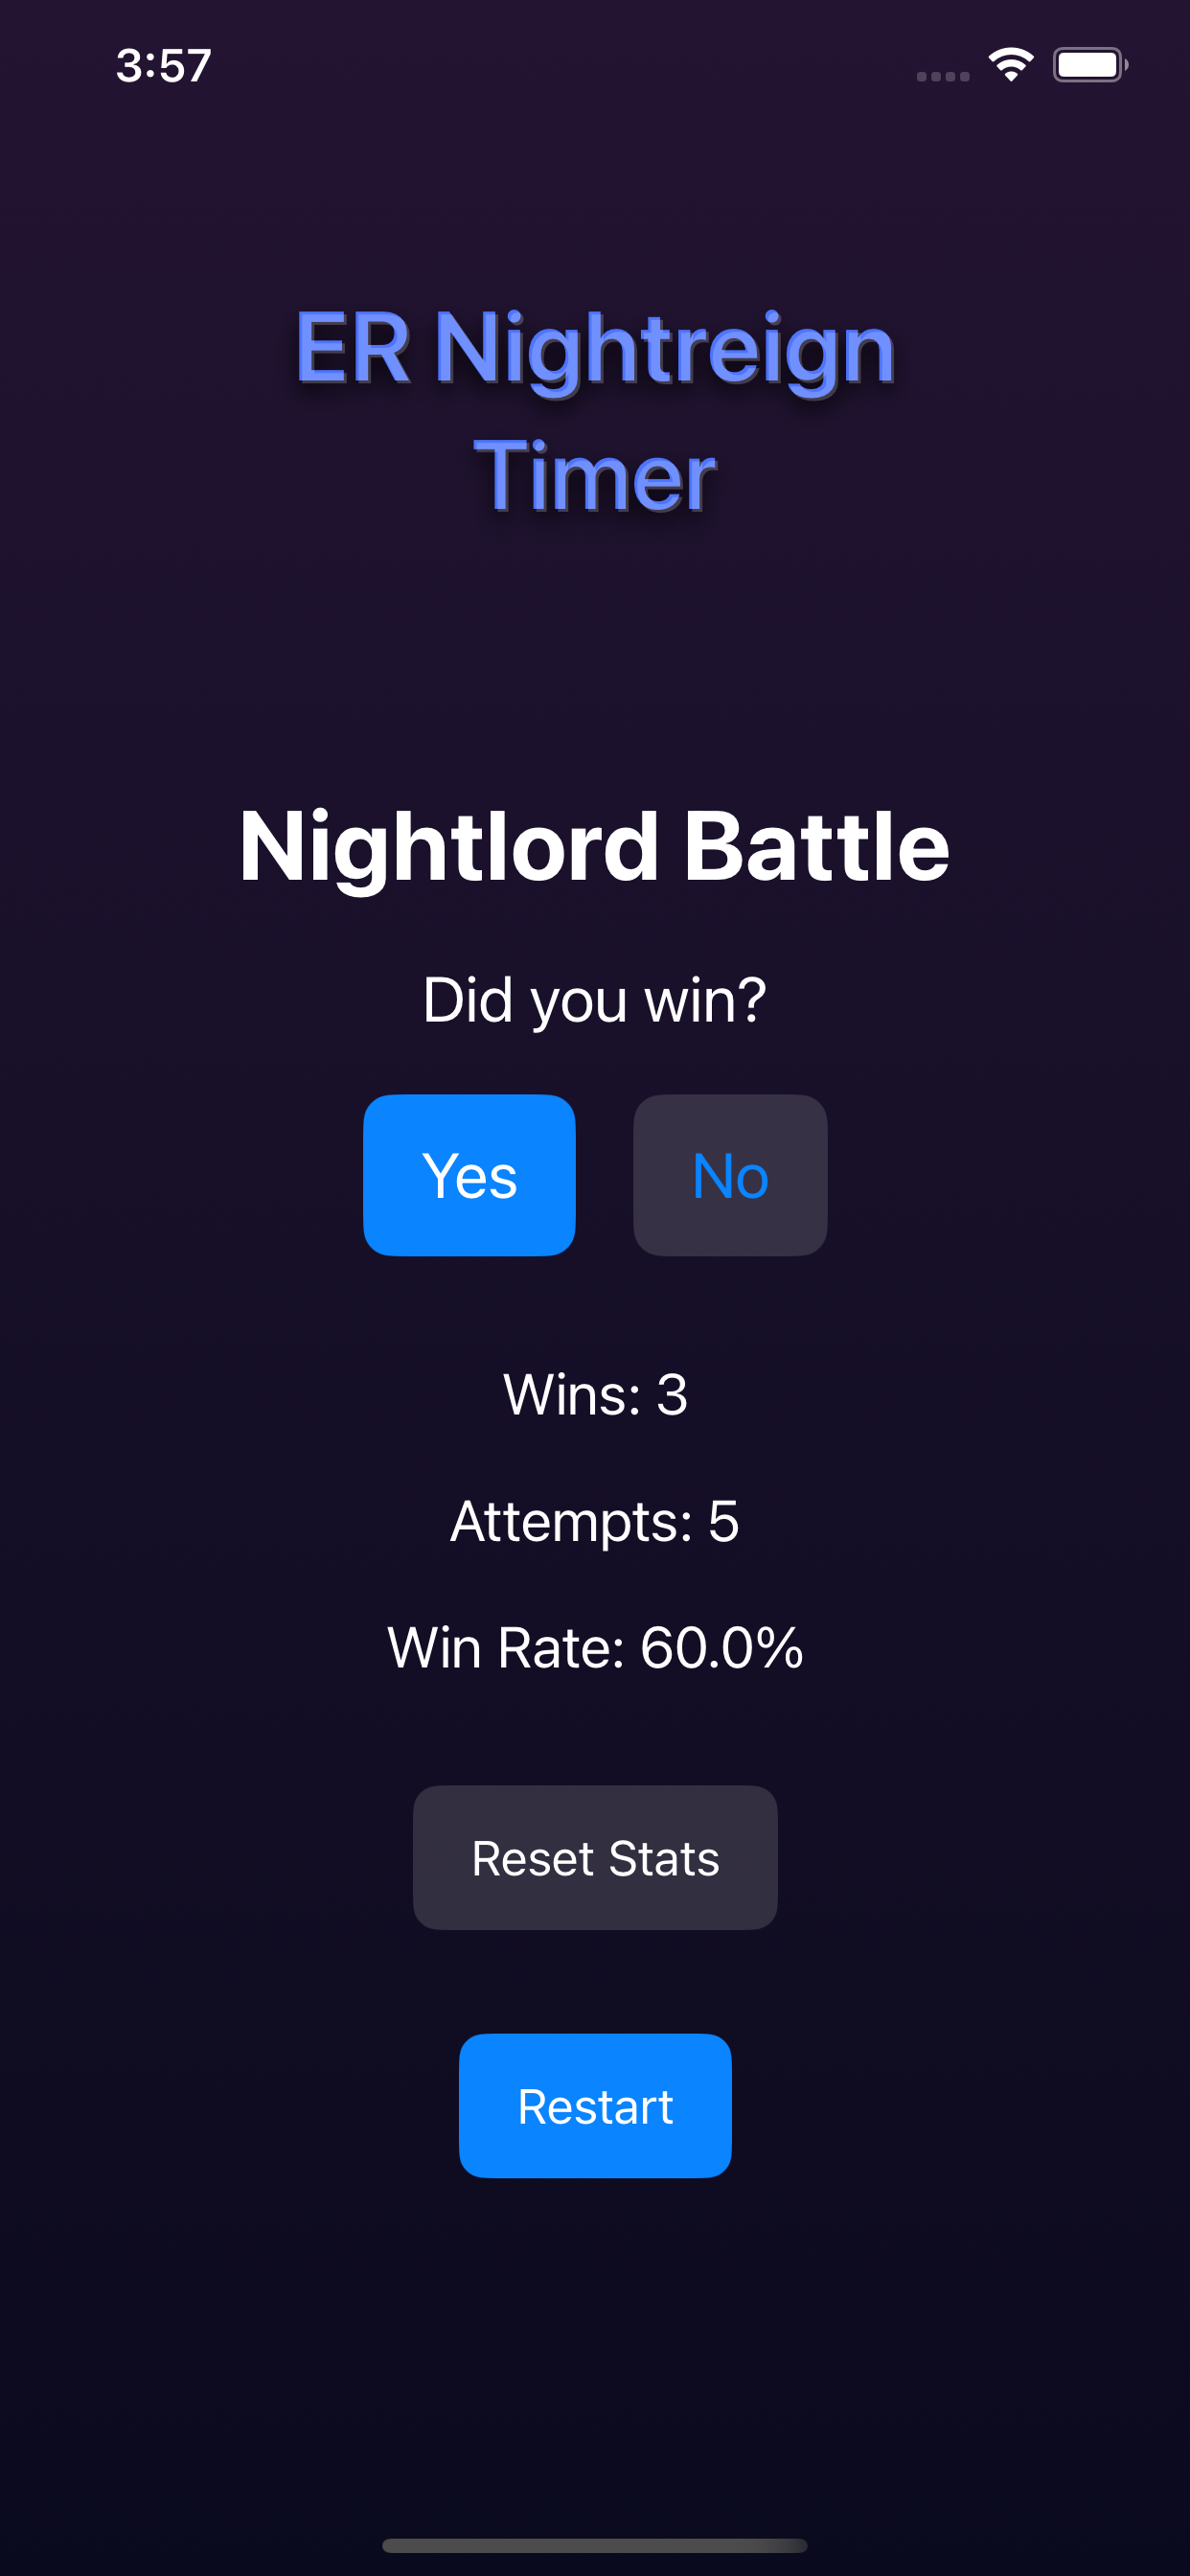 3:57
ER Nightreign
Timer
Nightlord Battle
Did you win?
Yes No
Wins: 3
Attempts: 5
Win Rate: 60.0%
Reset Stats
Restart